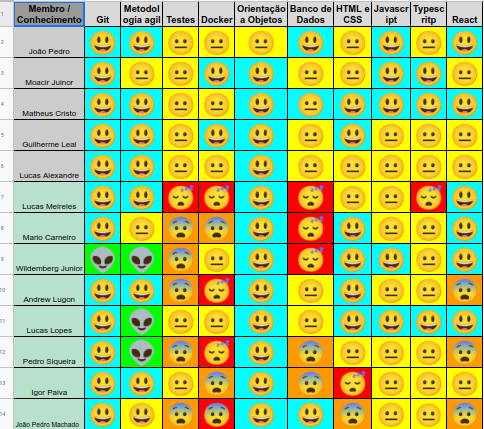 1 Membro / Conhecimento Git Metodologia agil Testes Docker Orientação a Objetos Banco de Dados HTML e CSS Javascript Typescritp React
2 João Pedro
3 Moacir Juinor
4 Matheus Cristo
5 Guilherme Leal
6 Lucas Alexandre
7 Lucas Meireles
8 Mario Carneiro
9 Wildemberg Junior
10 Andrew Lugon
11 Lucas Lopes
12 Pedro Siqueira
13 Igor Paiva
14 João Pedro Machado